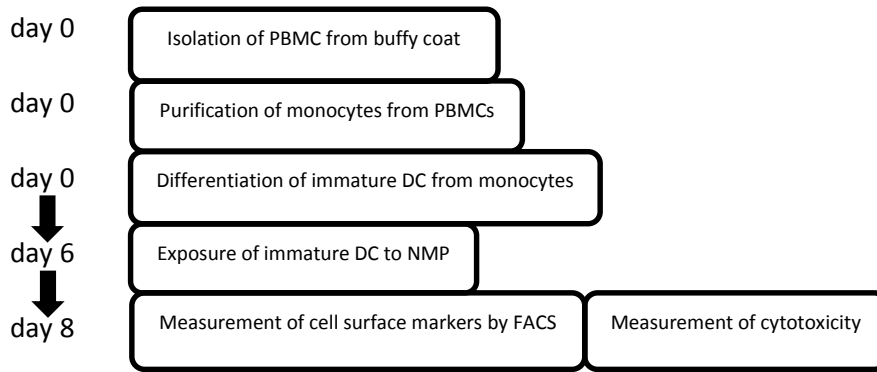 day 0 Isolation of PBMC from buffy coat
day 0 Purification of monocytes from PBMCs
day 0 Differentiation of immature DC from monocytes
day 6 Exposure of immature DC to NMP
day 8 Measurement of cell surface markers by FACS Measurement of cytotoxicity